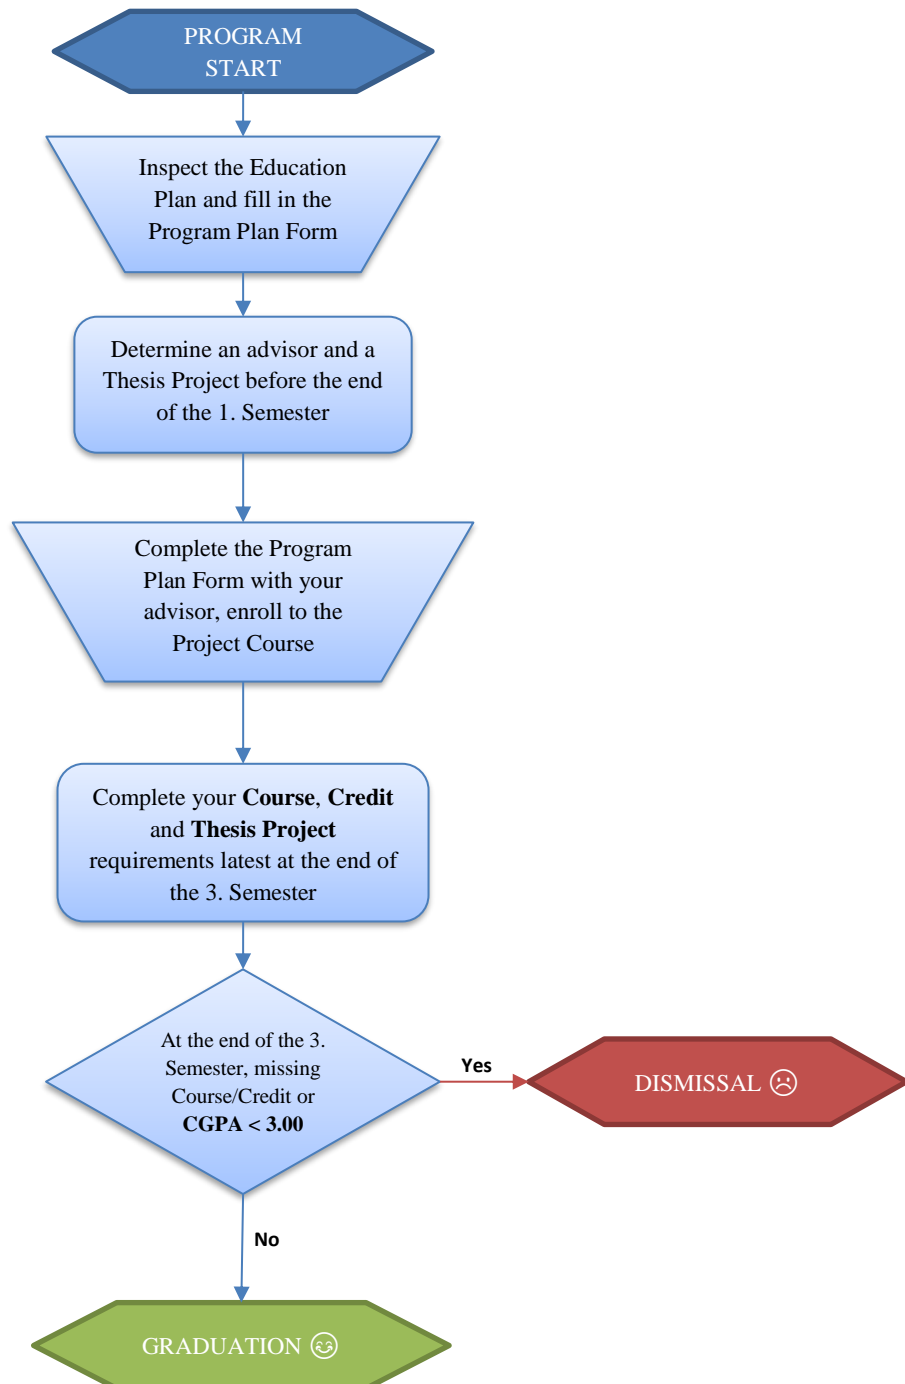 PROGRAM
START
Inspect the Education
Plan and fill in the
Program Plan Form
Determine an advisor and a
Thesis Project before the end
of the 1. Semester
Complete the Program
Plan Form with your
advisor, enroll to the
Project Course
Complete your Course, Credit
and Thesis Project
requirements latest at the end of
the 3. Semester
At the end of the 3.
Semester, missing
Course/Credit or
CGPA < 3.00
Yes
DISMISSAL ☹
No
GRADUATION 😊